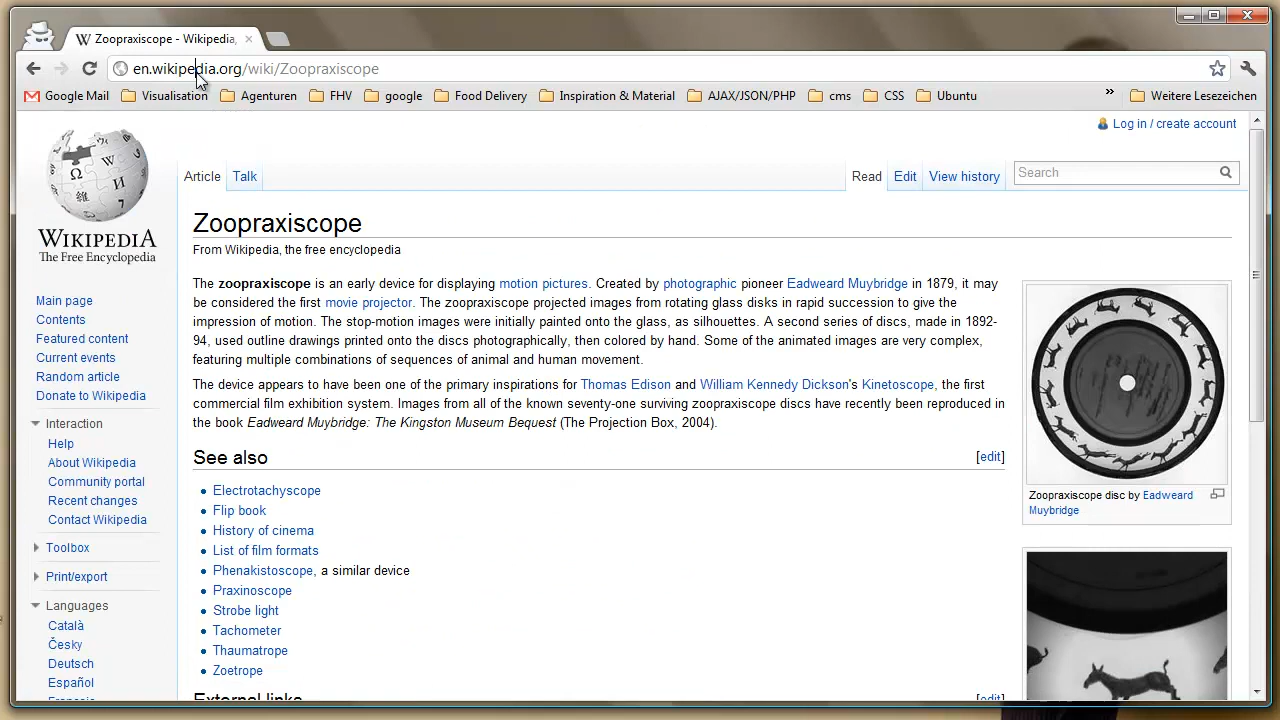 Zoopraxiscope - Wikipedia,
en.wikipedia.org/wiki/Zoopraxiscope
Google Mail Visualisation Agenturen FHV google Food Delivery Inspiration & Material AJAX/JSON/PHP cms CSS Ubuntu » Weitere Lesezeichen
Log in / create account
Article Talk Read Edit View history Search
WIKIPEDIA
The Free Encyclopedia
Main page
Contents
Featured content
Current events
Random article
Donate to Wikipedia
Interaction
Help
About Wikipedia
Community portal
Recent changes
Contact Wikipedia
Toolbox
Print/export
Languages
Català
Česky
Deutsch
Español
Zoopraxiscope
From Wikipedia, the free encyclopedia
The zoopraxiscope is an early device for displaying motion pictures. Created by photographic pioneer Eadweard Muybridge in 1879, it may
be considered the first movie projector. The zoopraxiscope projected images from rotating glass disks in rapid succession to give the
impression of motion. The stop-motion images were initially painted onto the glass, as silhouettes. A second series of discs, made in 1892-
94, used outline drawings printed onto the discs photographically, then colored by hand. Some of the animated images are very complex,
featuring multiple combinations of sequences of animal and human movement.
The device appears to have been one of the primary inspirations for Thomas Edison and William Kennedy Dickson's Kinetoscope, the first
commercial film exhibition system. Images from all of the known seventy-one surviving zoopraxiscope discs have recently been reproduced in
the book Eadweard Muybridge: The Kingston Museum Bequest (The Projection Box, 2004).
See also [edit]
Electrotachyscope
Flip book
History of cinema
List of film formats
Phenakistoscope, a similar device
Praxinoscope
Strobe light
Tachometer
Thaumatrope
Zoetrope
External links [edit]
Zoopraxiscope disc by Eadweard
Muybridge